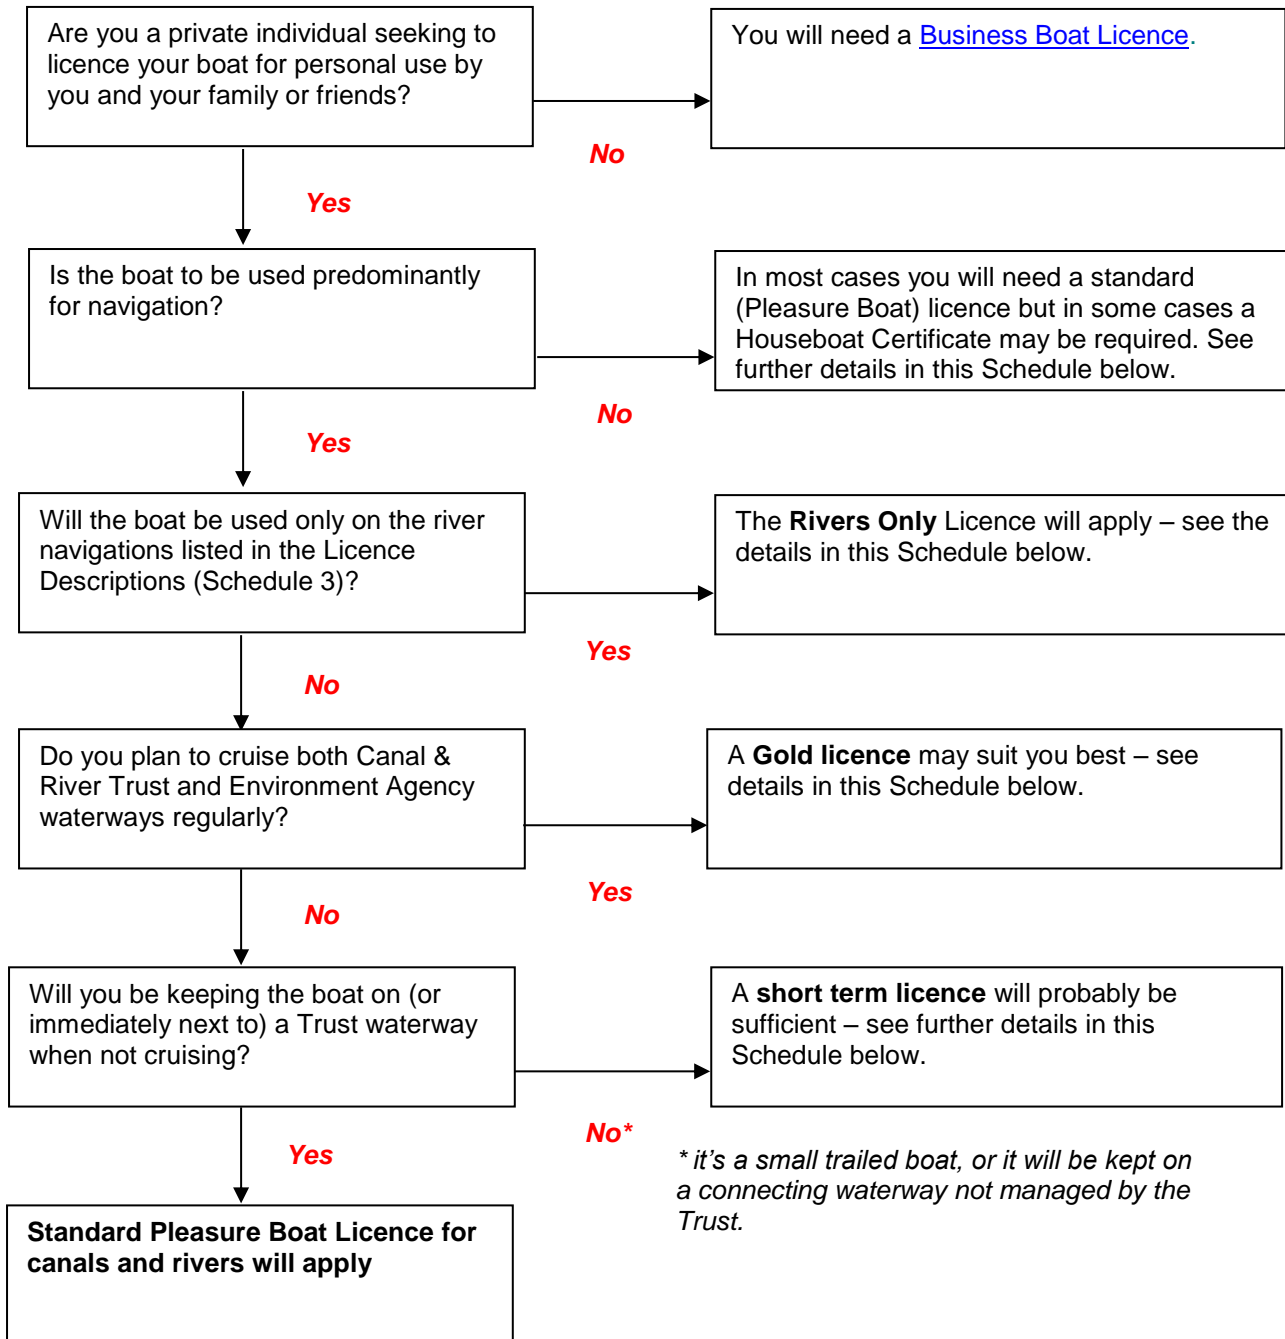 Are you a private individual seeking to
licence your boat for personal use by
you and your family or friends?
You will need a Business Boat Licence.
No
Yes
Is the boat to be used predominantly
for navigation?
In most cases you will need a standard
(Pleasure Boat) licence but in some cases a
Houseboat Certificate may be required. See
further details in this Schedule below.
No
Yes
Will the boat be used only on the river
navigations listed in the Licence
Descriptions (Schedule 3)?
The Rivers Only Licence will apply – see the
details in this Schedule below.
Yes
No
Do you plan to cruise both Canal &
River Trust and Environment Agency
waterways regularly?
A Gold licence may suit you best – see
details in this Schedule below.
Yes
No
Will you be keeping the boat on (or
immediately next to) a Trust waterway
when not cruising?
A short term licence will probably be
sufficient – see further details in this
Schedule below.
No*
Yes
* it's a small trailed boat, or it will be kept on
a connecting waterway not managed by the
Trust.
Standard Pleasure Boat Licence for
canals and rivers will apply